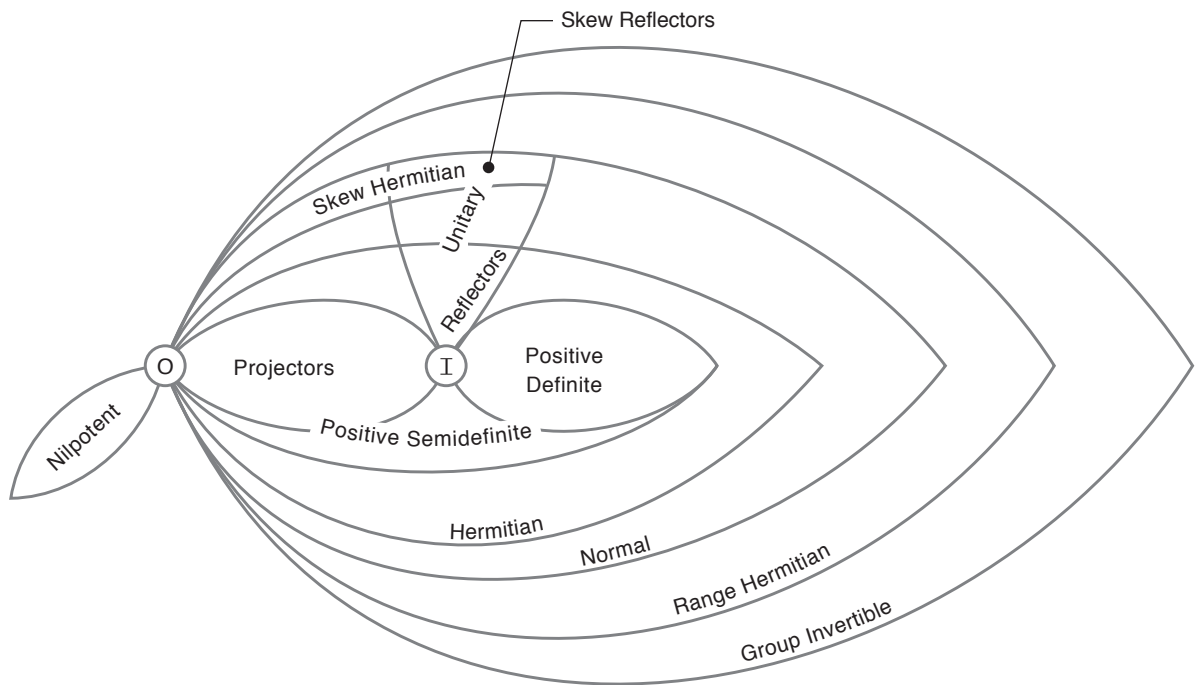 Skew Reflectors
Skew Hermitian
Unitary
Reflectors
O
Projectors
I
Positive
Definite
Nilpotent
Positive Semidefinite
Hermitian
Normal
Range Hermitian
Group Invertible